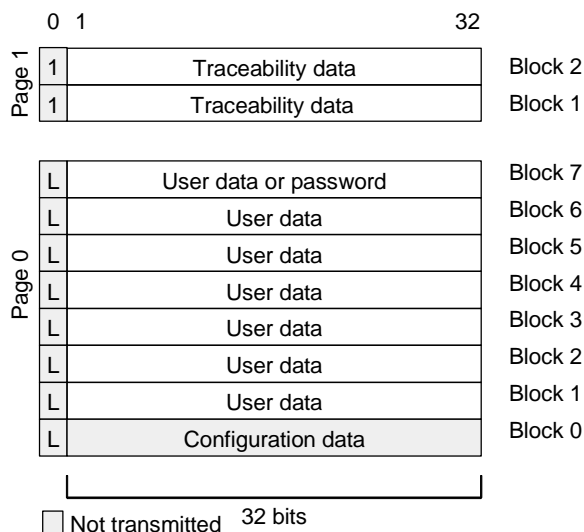 0 1 32
Page 1
1 Traceability data Block 2
1 Traceability data Block 1
Page 0
L User data or password Block 7
L User data Block 6
L User data Block 5
L User data Block 4
L User data Block 3
L User data Block 2
L User data Block 1
L Configuration data Block 0
32 bits
Not transmitted